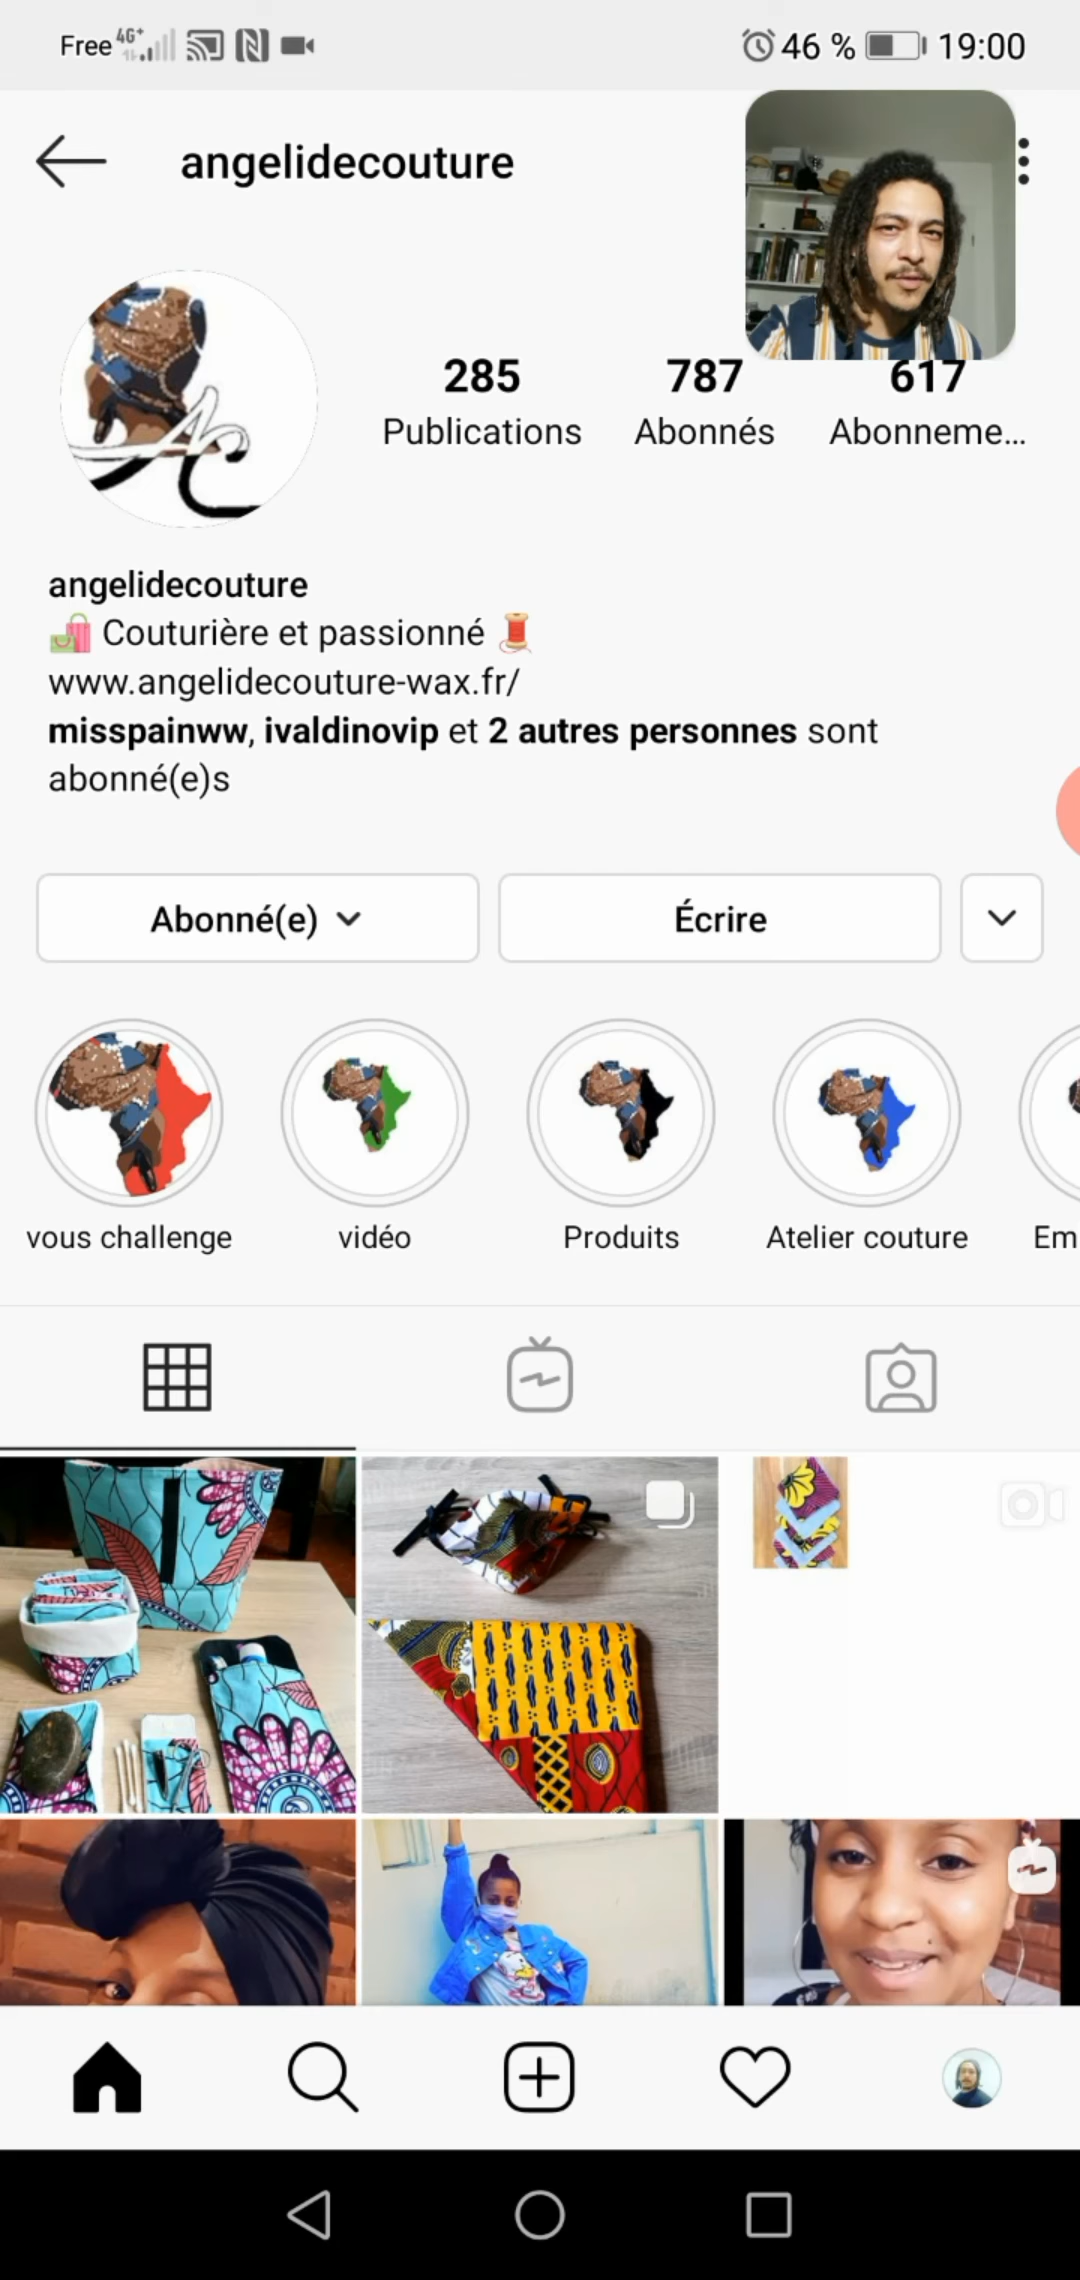 Free 4G+ 46 % 19:00
angelidecouture
285 787 617
Publications Abonnés Abonneme...
AC
angelidecouture
🛍️ Couturière et passionné 🧵
www.angelidecouture-wax.fr/
misspainww, ivaldinovip et 2 autres personnes sont
abonné(e)s
Abonné(e) Écrire
vous challenge vidéo Produits Atelier couture Em